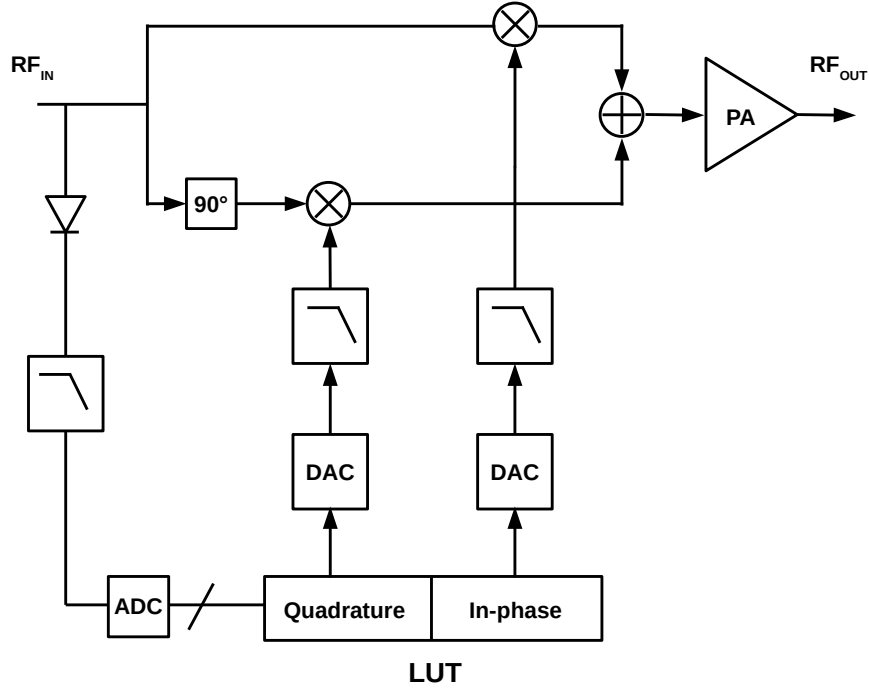 RF_IN
RF_OUT
PA
90°
DAC
DAC
ADC
Quadrature
In-phase
LUT